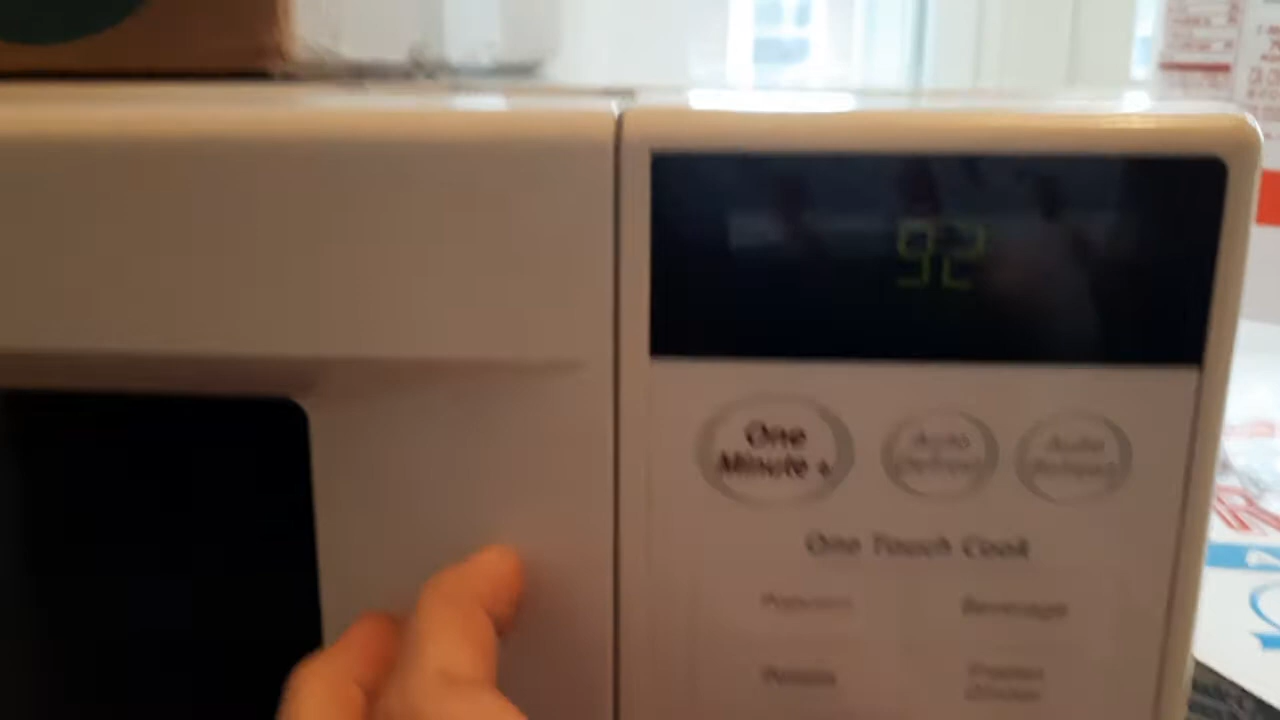 92
One
Minute +
Auto
Defrost
Auto
Reheat
One Touch Cook
Popcorn
Beverage
Potato
Frozen
Dinner